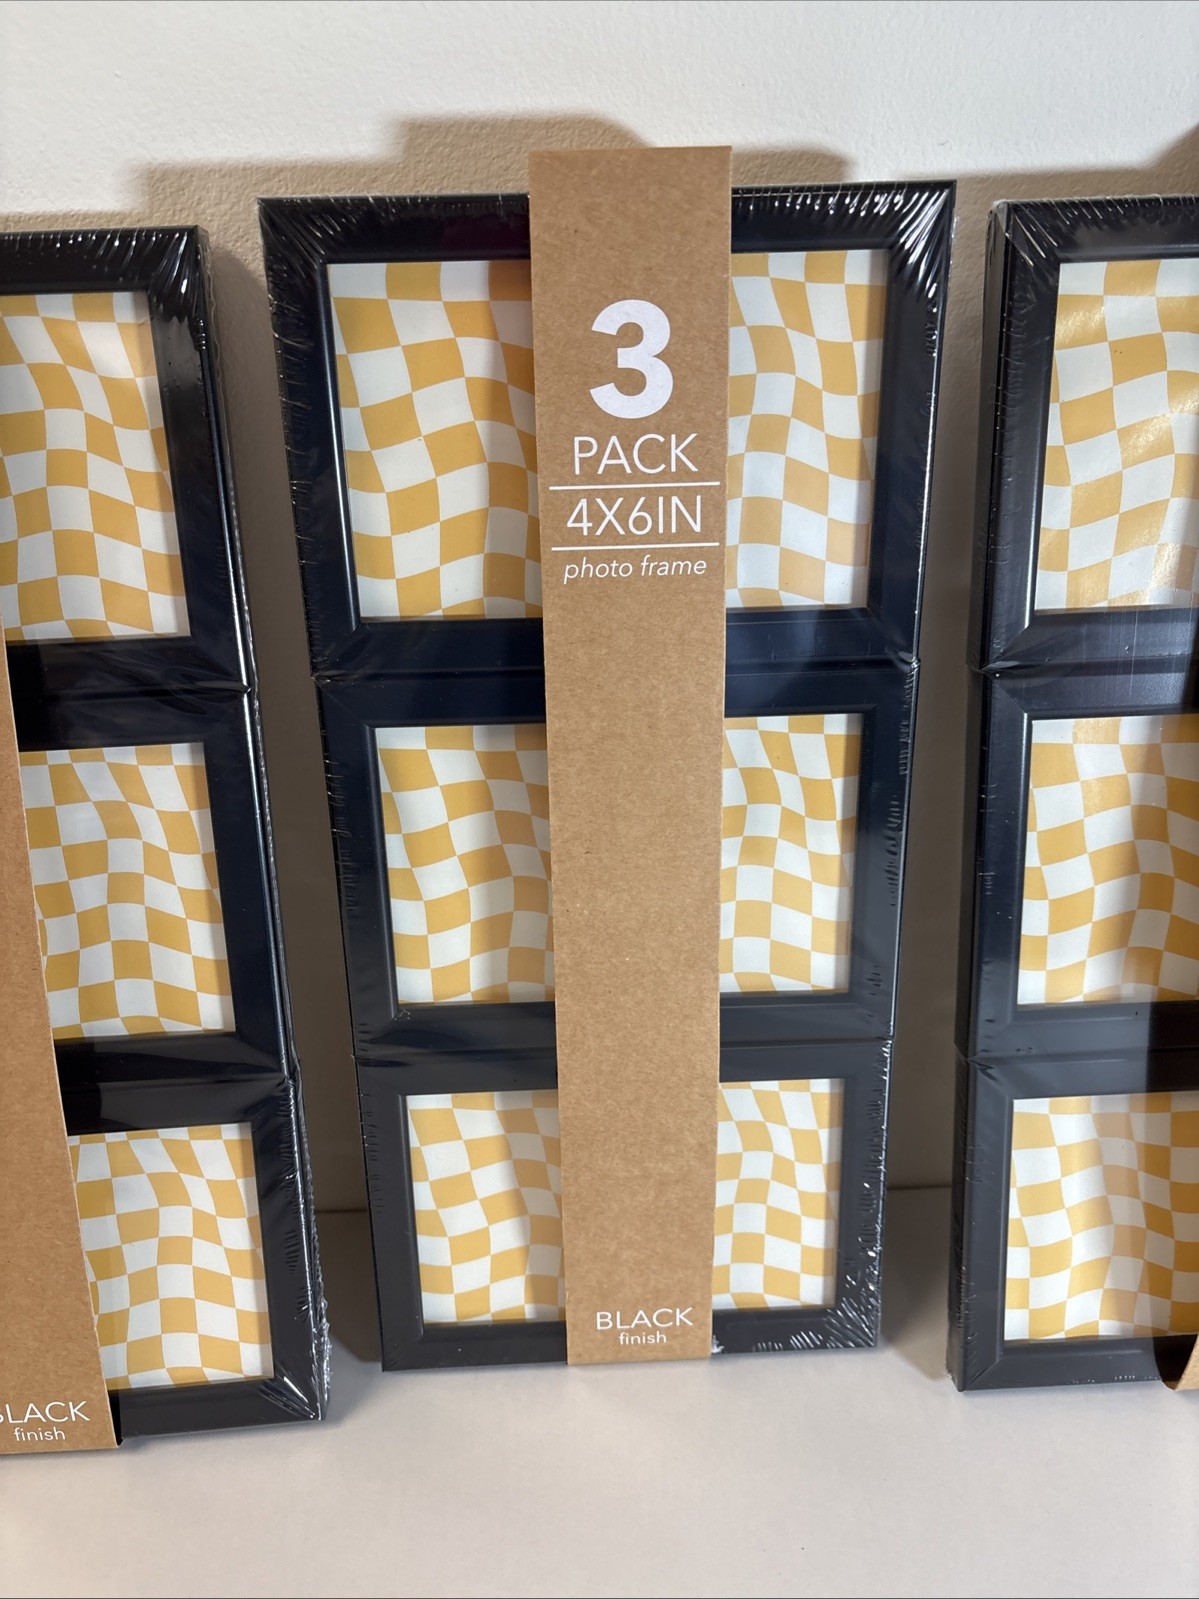 3
PACK
4X6IN
photo frame
BLACK
finish
BLACK
finish